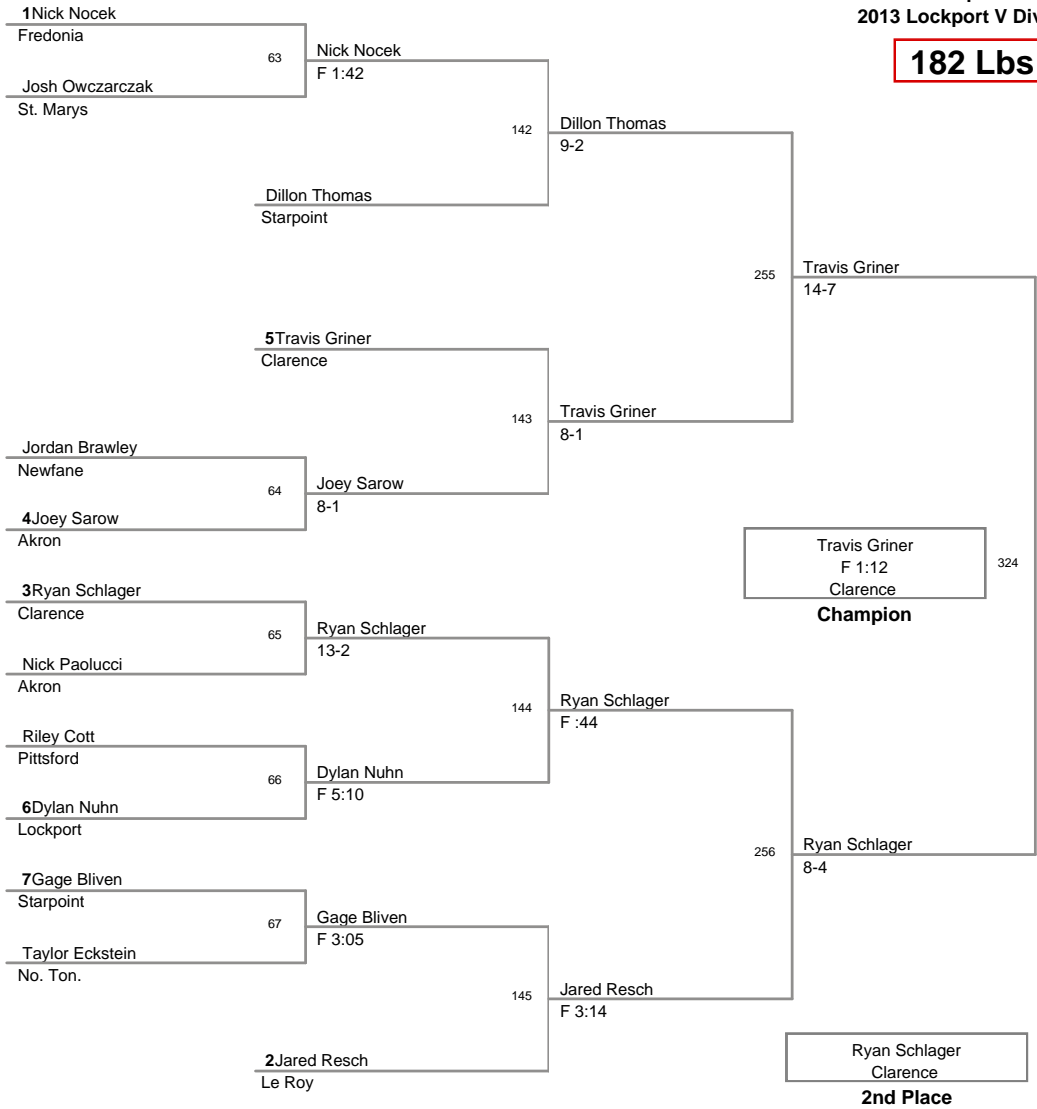 2013 Lockport V Div
182 Lbs
1Nick Nocek
Fredonia
63
Nick Nocek
F 1:42
Josh Owczarczak
St. Marys
142
Dillon Thomas
9-2
Dillon Thomas
Starpoint
255
Travis Griner
14-7
5Travis Griner
Clarence
143
Travis Griner
8-1
Jordan Brawley
Newfane
64
Joey Sarow
8-1
4Joey Sarow
Akron
Travis Griner
F 1:12
Clarence
Champion
324
3Ryan Schlager
Clarence
65
Ryan Schlager
13-2
Nick Paolucci
Akron
144
Ryan Schlager
F :44
Riley Cott
Pittsford
66
Dylan Nuhn
F 5:10
6Dylan Nuhn
Lockport
256
Ryan Schlager
8-4
7Gage Bliven
Starpoint
67
Gage Bliven
F 3:05
Taylor Eckstein
No. Ton.
145
Jared Resch
F 3:14
2Jared Resch
Le Roy
Ryan Schlager
Clarence
2nd Place